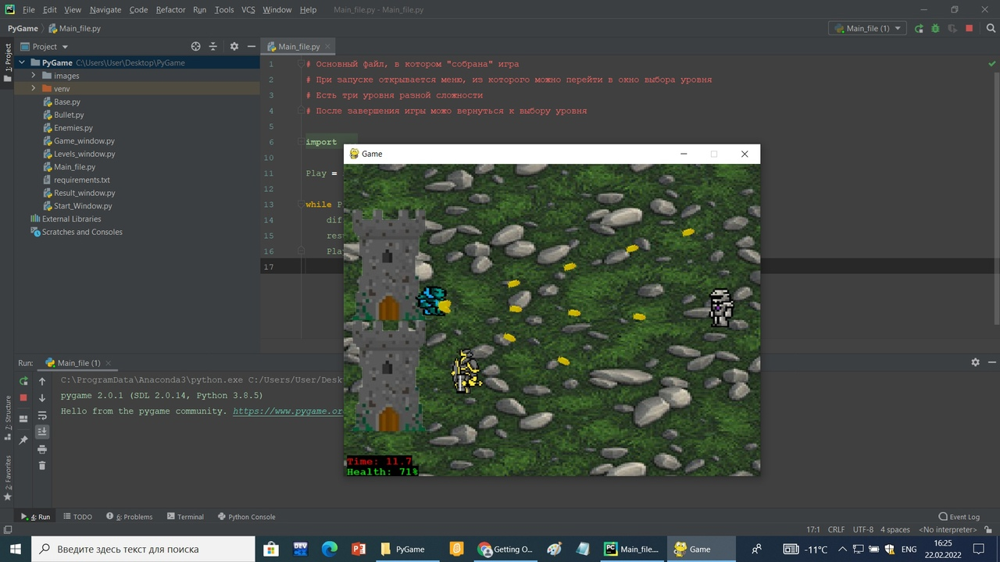 File Edit View Navigate Code Refactor Run Tools VCS Window Help Main_file.py - Main_file.py
PyGame Main_file.py
Main_file (1)
1: Project
Project
Main_file.py
PyGame C:\Users\User\Desktop\PyGame
images
venv
Base.py
Bullet.py
Enemies.py
Game_window.py
Levels_window.py
Main_file.py
requirements.txt
Result_window.py
Start_Window.py
External Libraries
Scratches and Consoles
1 # Основный файл, в котором "собрана" игра
2 # При запуске открывается меню, из которого можно перейти в окно выбора уровня
3 # Есть три уровня разной сложности
4 # После завершения игры можо вернуться к выбору уровня
5
6 import
10
11 Play =
12
13 while P
14 dif
15 res
16 Pla
17
Game
Time: 11.7
Health: 71%
Run: Main_file (1)
C:\ProgramData\Anaconda3\python.exe C:/Users/User/Desk
pygame 2.0.1 (SDL 2.0.14, Python 3.8.5)
Hello from the pygame community. https://www.pygame.or
Z: Structure
2: Favorites
4: Run TODO 6: Problems Terminal Python Console Event Log
17:1 CRLF UTF-8 4 spaces <No interpreter>
Введите здесь текст для поиска
PyGame
Getting O...
Main_file....
Game
-11°C
ENG
16:25
22.02.2022